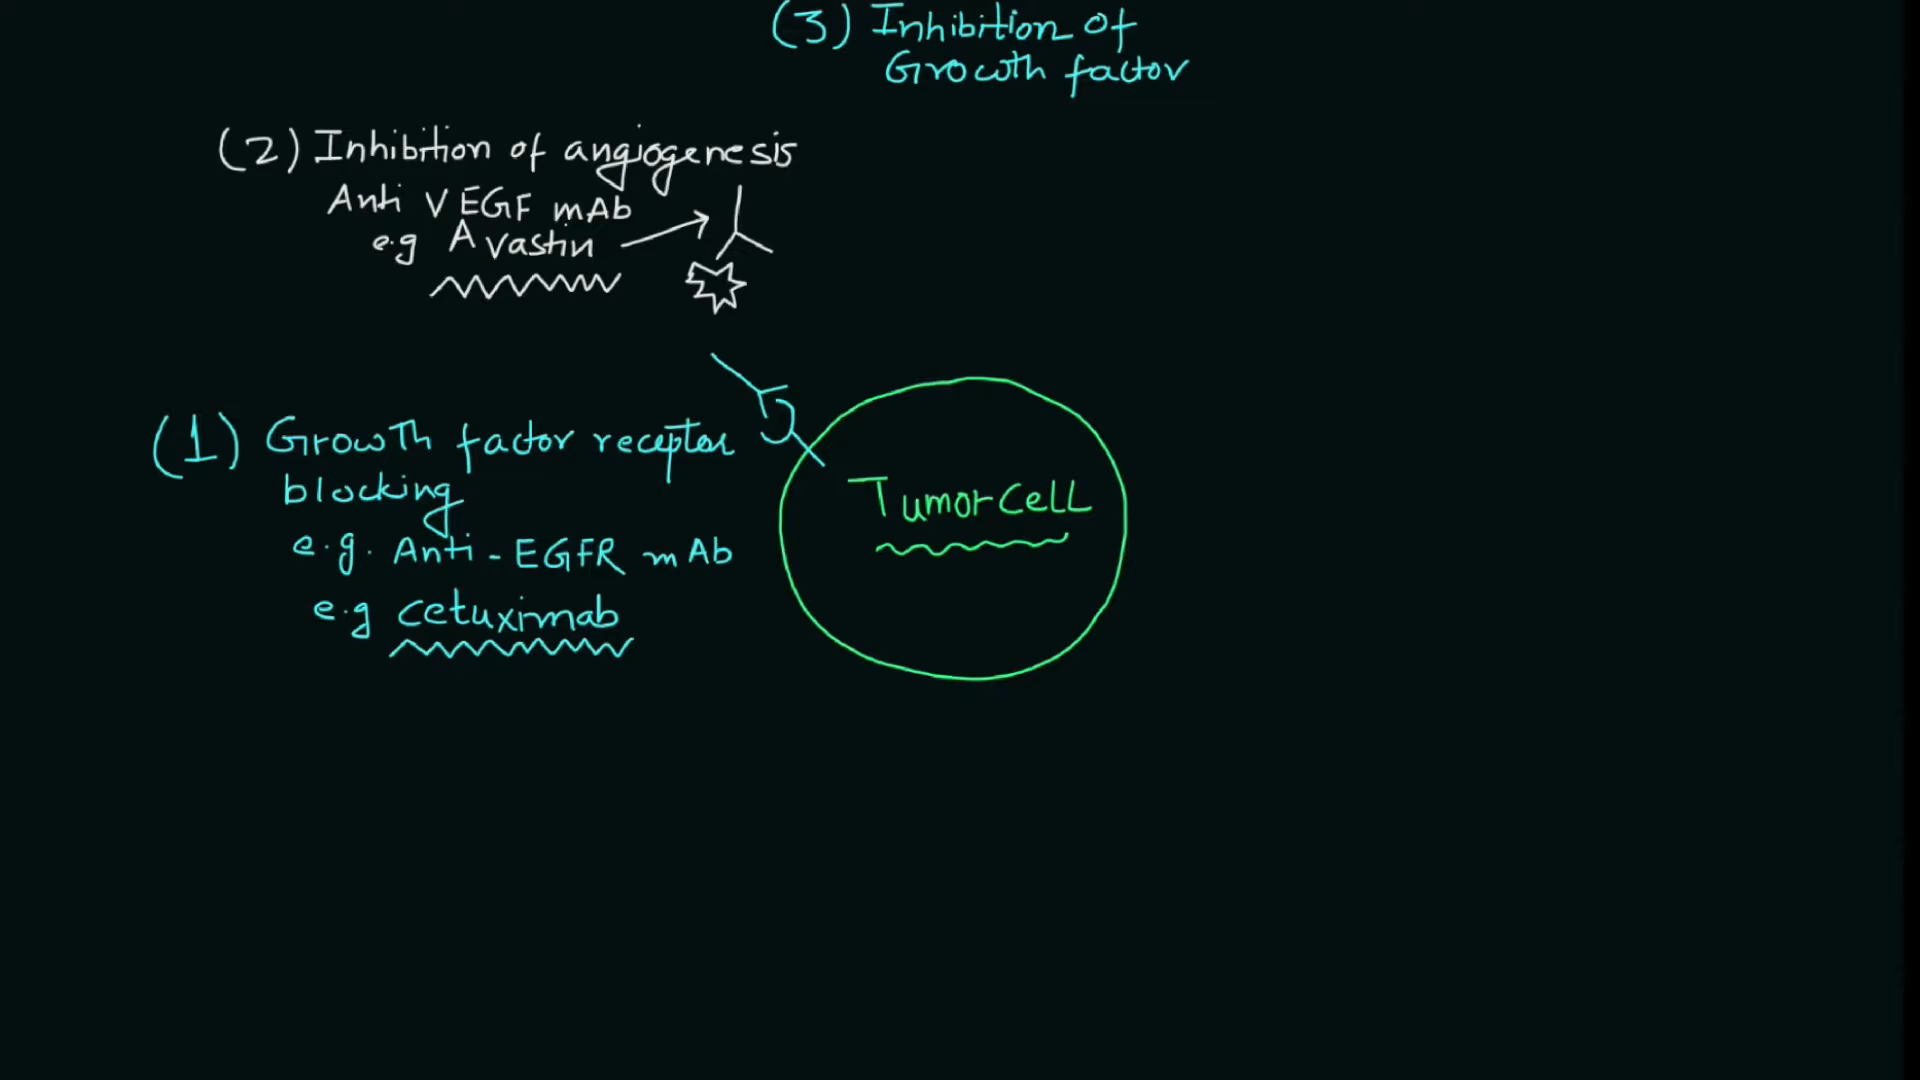 (3) Inhibition of
Growth factor
(2) Inhibition of angiogenesis
Anti VEGF mAb
e.g Avastin
(1) Growth factor receptor
blocking
e.g. Anti-EGFR mAb
e.g cetuximab
Tumor Cell